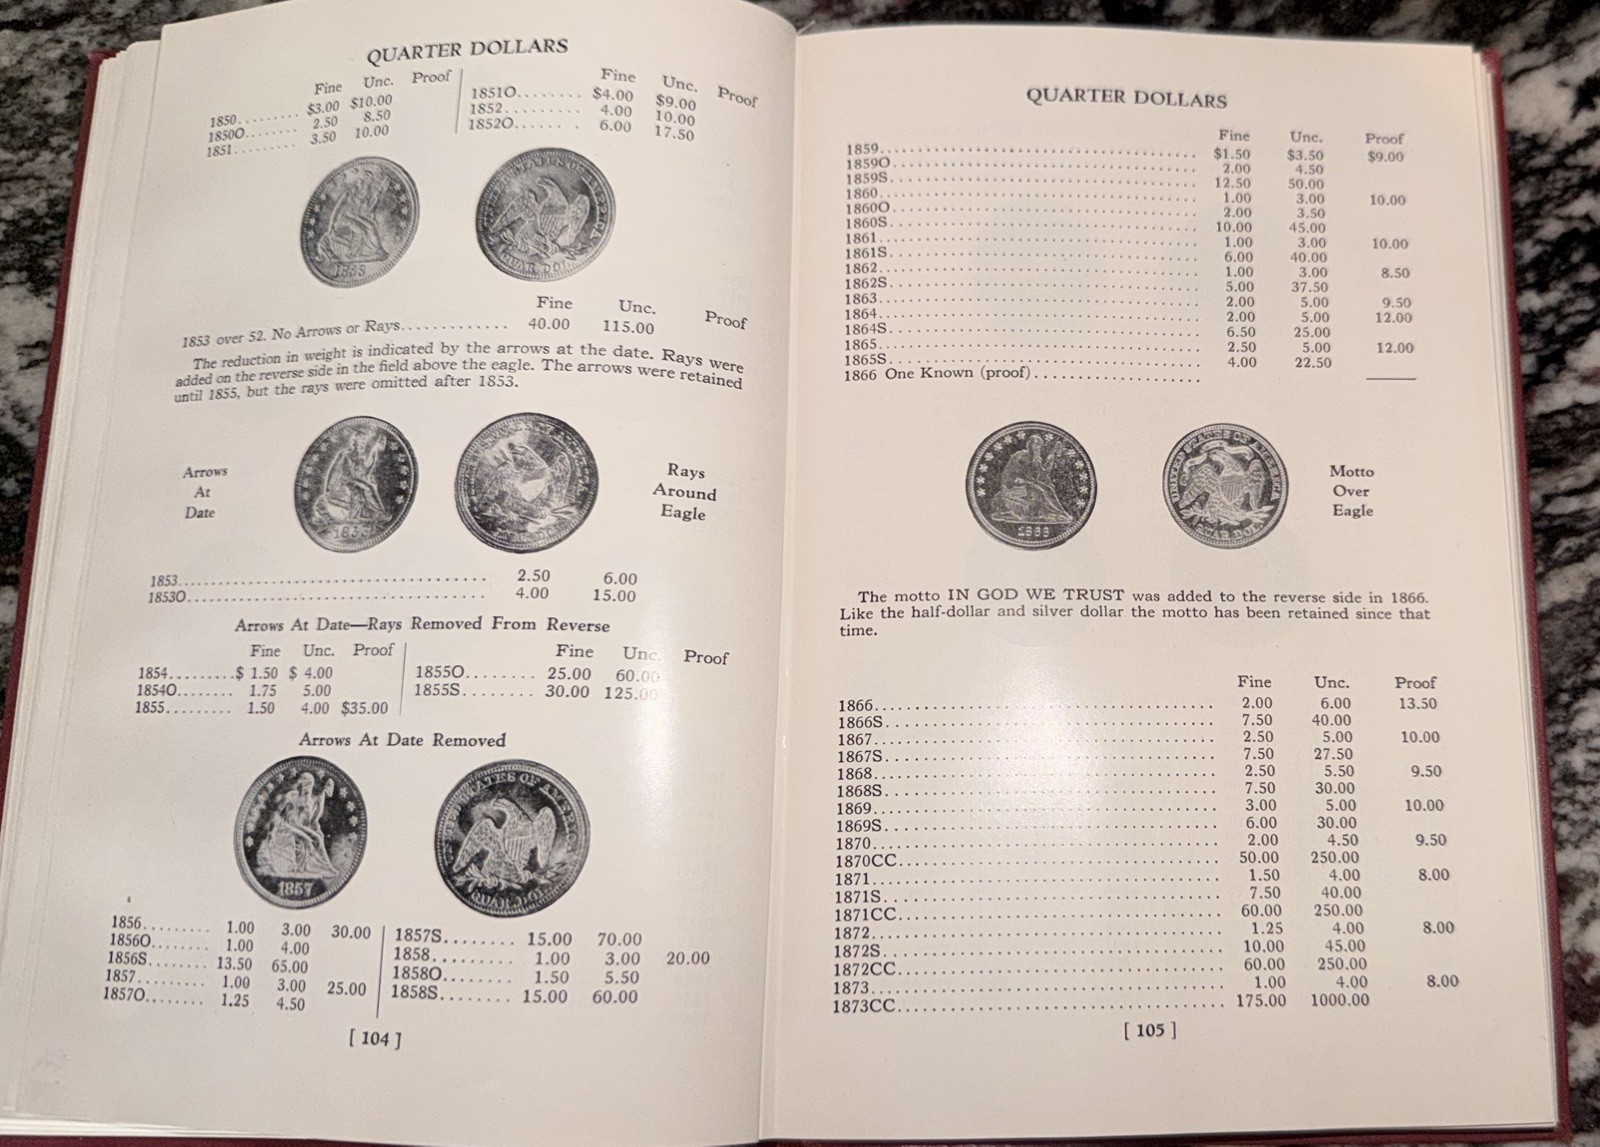 QUARTER DOLLARS
Fine Unc. Proof
1850......... $3.00 $10.00
1850O........ 2.50 8.50
1851......... 3.50 10.00
Fine Unc. Proof
1851O........ $4.00 $9.00
1852......... 4.00 10.00
1852O........ 6.00 17.50
Fine Unc. Proof
1853 over 52. No Arrows or Rays............. 40.00 115.00
The reduction in weight is indicated by the arrows at the date. Rays were
added on the reverse side in the field above the eagle. The arrows were retained
until 1855, but the rays were omitted after 1853.
Arrows
At
Date
Rays
Around
Eagle
1853........................................ 2.50 6.00
1853O....................................... 4.00 15.00
Arrows At Date—Rays Removed From Reverse
Fine Unc. Proof
1854.........$ 1.50 $ 4.00
1854O........ 1.75 5.00
1855......... 1.50 4.00 $35.00
Fine Unc. Proof
1855O........ 25.00 60.00
1855S........ 30.00 125.00
Arrows At Date Removed
1857
1856......... 1.00 3.00 30.00
1856O........ 1.00 4.00
1856S........ 13.50 65.00
1857......... 1.00 3.00 25.00
1857O........ 1.25 4.50
1857S........ 15.00 70.00
1858......... 1.00 3.00 20.00
1858O........ 1.50 5.50
1858S........ 15.00 60.00
[ 104 ]
QUARTER DOLLARS
Fine Unc. Proof
1859........................................ $1.50 $3.50 $9.00
1859O....................................... 2.00 4.50
1859S....................................... 12.50 50.00
1860........................................ 1.00 3.00 10.00
1860O....................................... 2.00 3.50
1860S....................................... 10.00 45.00
1861........................................ 1.00 3.00 10.00
1861S....................................... 6.00 40.00
1862........................................ 1.00 3.00 8.50
1862S....................................... 5.00 37.50
1863........................................ 2.00 5.00 9.50
1864........................................ 2.00 5.00 12.00
1864S....................................... 6.50 25.00
1865........................................ 2.50 5.00 12.00
1865S....................................... 4.00 22.50
1866 One Known (proof)..................... ———
Motto
Over
Eagle
The motto IN GOD WE TRUST was added to the reverse side in 1866.
Like the half-dollar and silver dollar the motto has been retained since that
time.
Fine Unc. Proof
1866........................................ 2.00 6.00 13.50
1866S....................................... 7.50 40.00
1867........................................ 2.50 5.00 10.00
1867S....................................... 7.50 27.50
1868........................................ 2.50 5.50 9.50
1868S....................................... 7.50 30.00
1869........................................ 3.00 5.00 10.00
1869S....................................... 6.00 30.00
1870........................................ 2.00 4.50 9.50
1870CC...................................... 50.00 250.00
1871........................................ 1.50 4.00 8.00
1871S....................................... 7.50 40.00
1871CC...................................... 60.00 250.00
1872........................................ 1.25 4.00 8.00
1872S....................................... 10.00 45.00
1872CC...................................... 60.00 250.00
1873........................................ 1.00 4.00 8.00
1873CC...................................... 175.00 1000.00
[ 105 ]